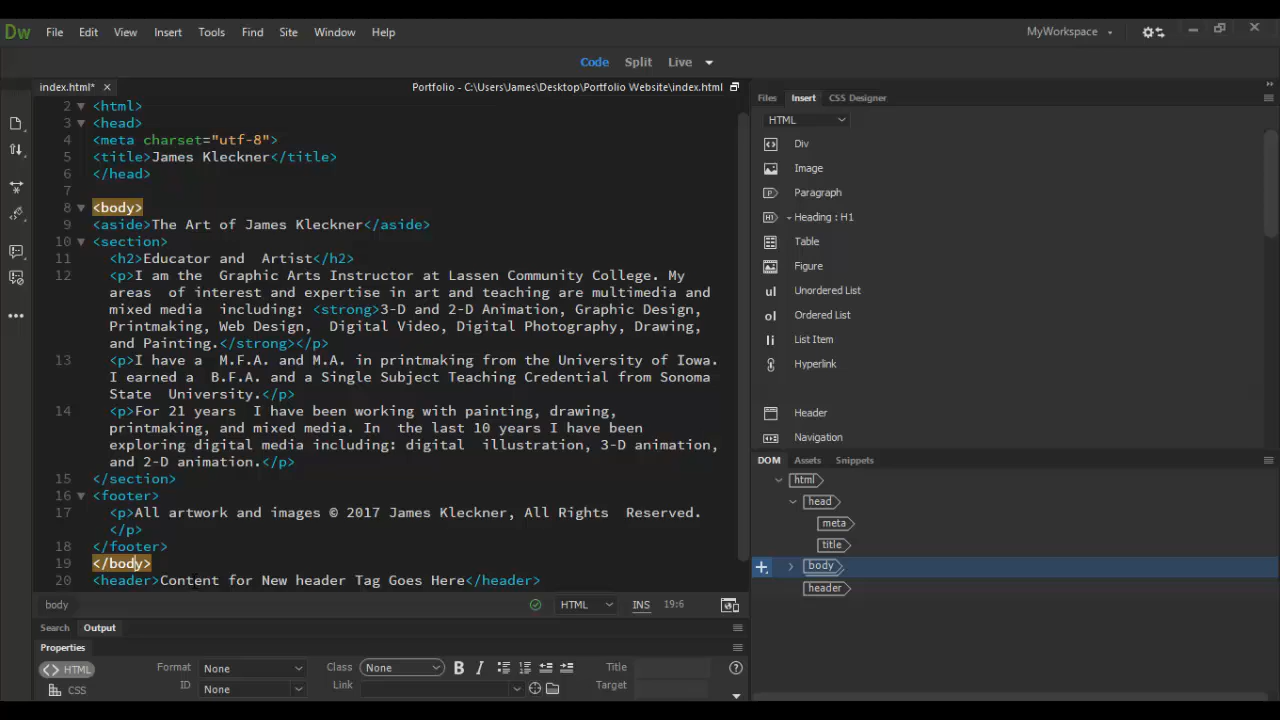 Dw File Edit View Insert Tools Find Site Window Help MyWorkspace
Code Split Live
index.html* Portfolio - C:\Users\James\Desktop\Portfolio Website\index.html
2 <html>
3 <head>
4 <meta charset="utf-8">
5 <title>James Kleckner</title>
6 </head>
7
8 <body>
9 <aside>The Art of James Kleckner</aside>
10 <section>
11 <h2>Educator and  Artist</h2>
12 <p>I am the  Graphic Arts Instructor at Lassen Community College. My
areas  of interest and expertise in art and teaching are multimedia and
mixed media  including: <strong>3-D and 2-D Animation, Graphic Design,
Printmaking, Web Design,  Digital Video, Digital Photography, Drawing,
and Painting.</strong></p>
13 <p>I have a  M.F.A. and M.A. in printmaking from the University of Iowa.
I earned a  B.F.A. and a Single Subject Teaching Credential from Sonoma
State  University.</p>
14 <p>For 21 years  I have been working with painting, drawing,
printmaking, and mixed media. In  the last 10 years I have been
exploring digital media including: digital  illustration, 3-D animation,
and 2-D animation.</p>
15 </section>
16 <footer>
17 <p>All artwork and images © 2017 James Kleckner, All Rights  Reserved.
</p>
18 </footer>
19 </body>
20 <header>Content for New header Tag Goes Here</header>
body HTML INS 19:6
Search Output
Properties
HTML Format None Class None B I Title
CSS ID None Link Target
Files Insert CSS Designer
HTML
Div
Image
Paragraph
H1 Heading : H1
Table
Figure
ul Unordered List
ol Ordered List
li List Item
Hyperlink
Header
Navigation
DOM Assets Snippets
html
head
meta
title
body
header